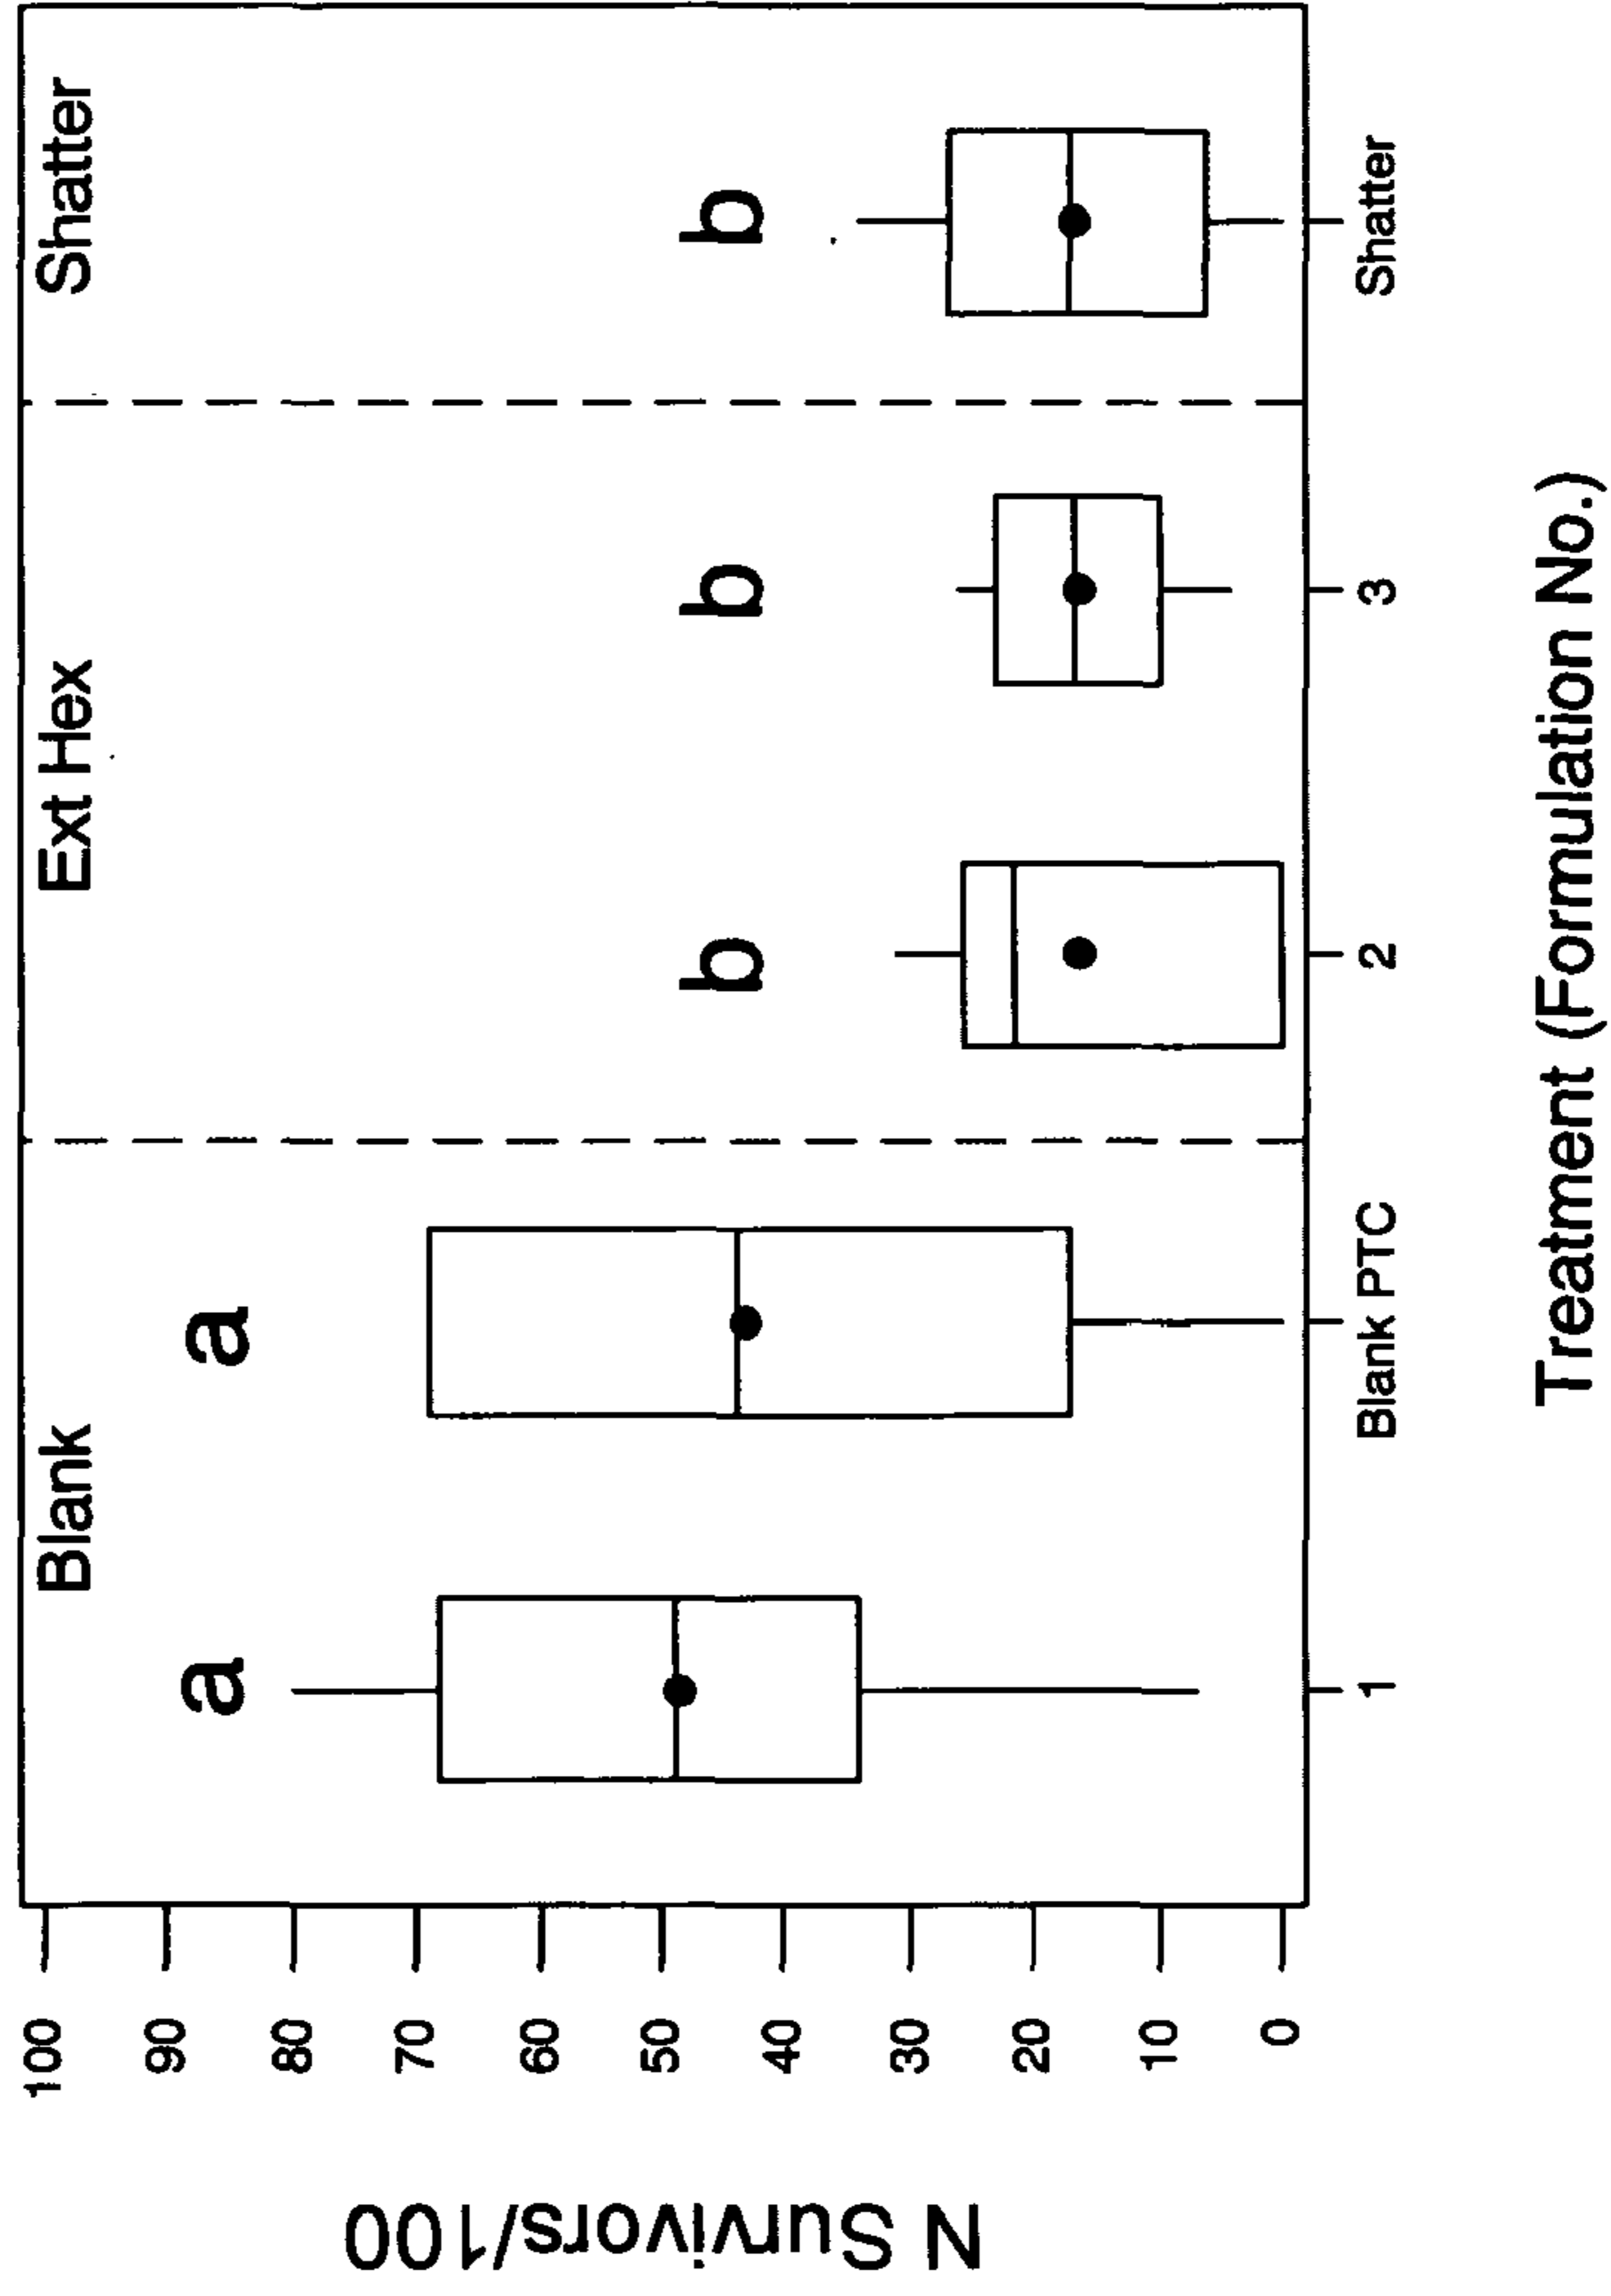 Blank
Ext Hex
Shatter
a
a
b
b
b
N Survivors/100
100
90
80
70
60
50
40
30
20
10
0
1
Blank PTC
2
3
Shatter
Treatment (Formulation No.)